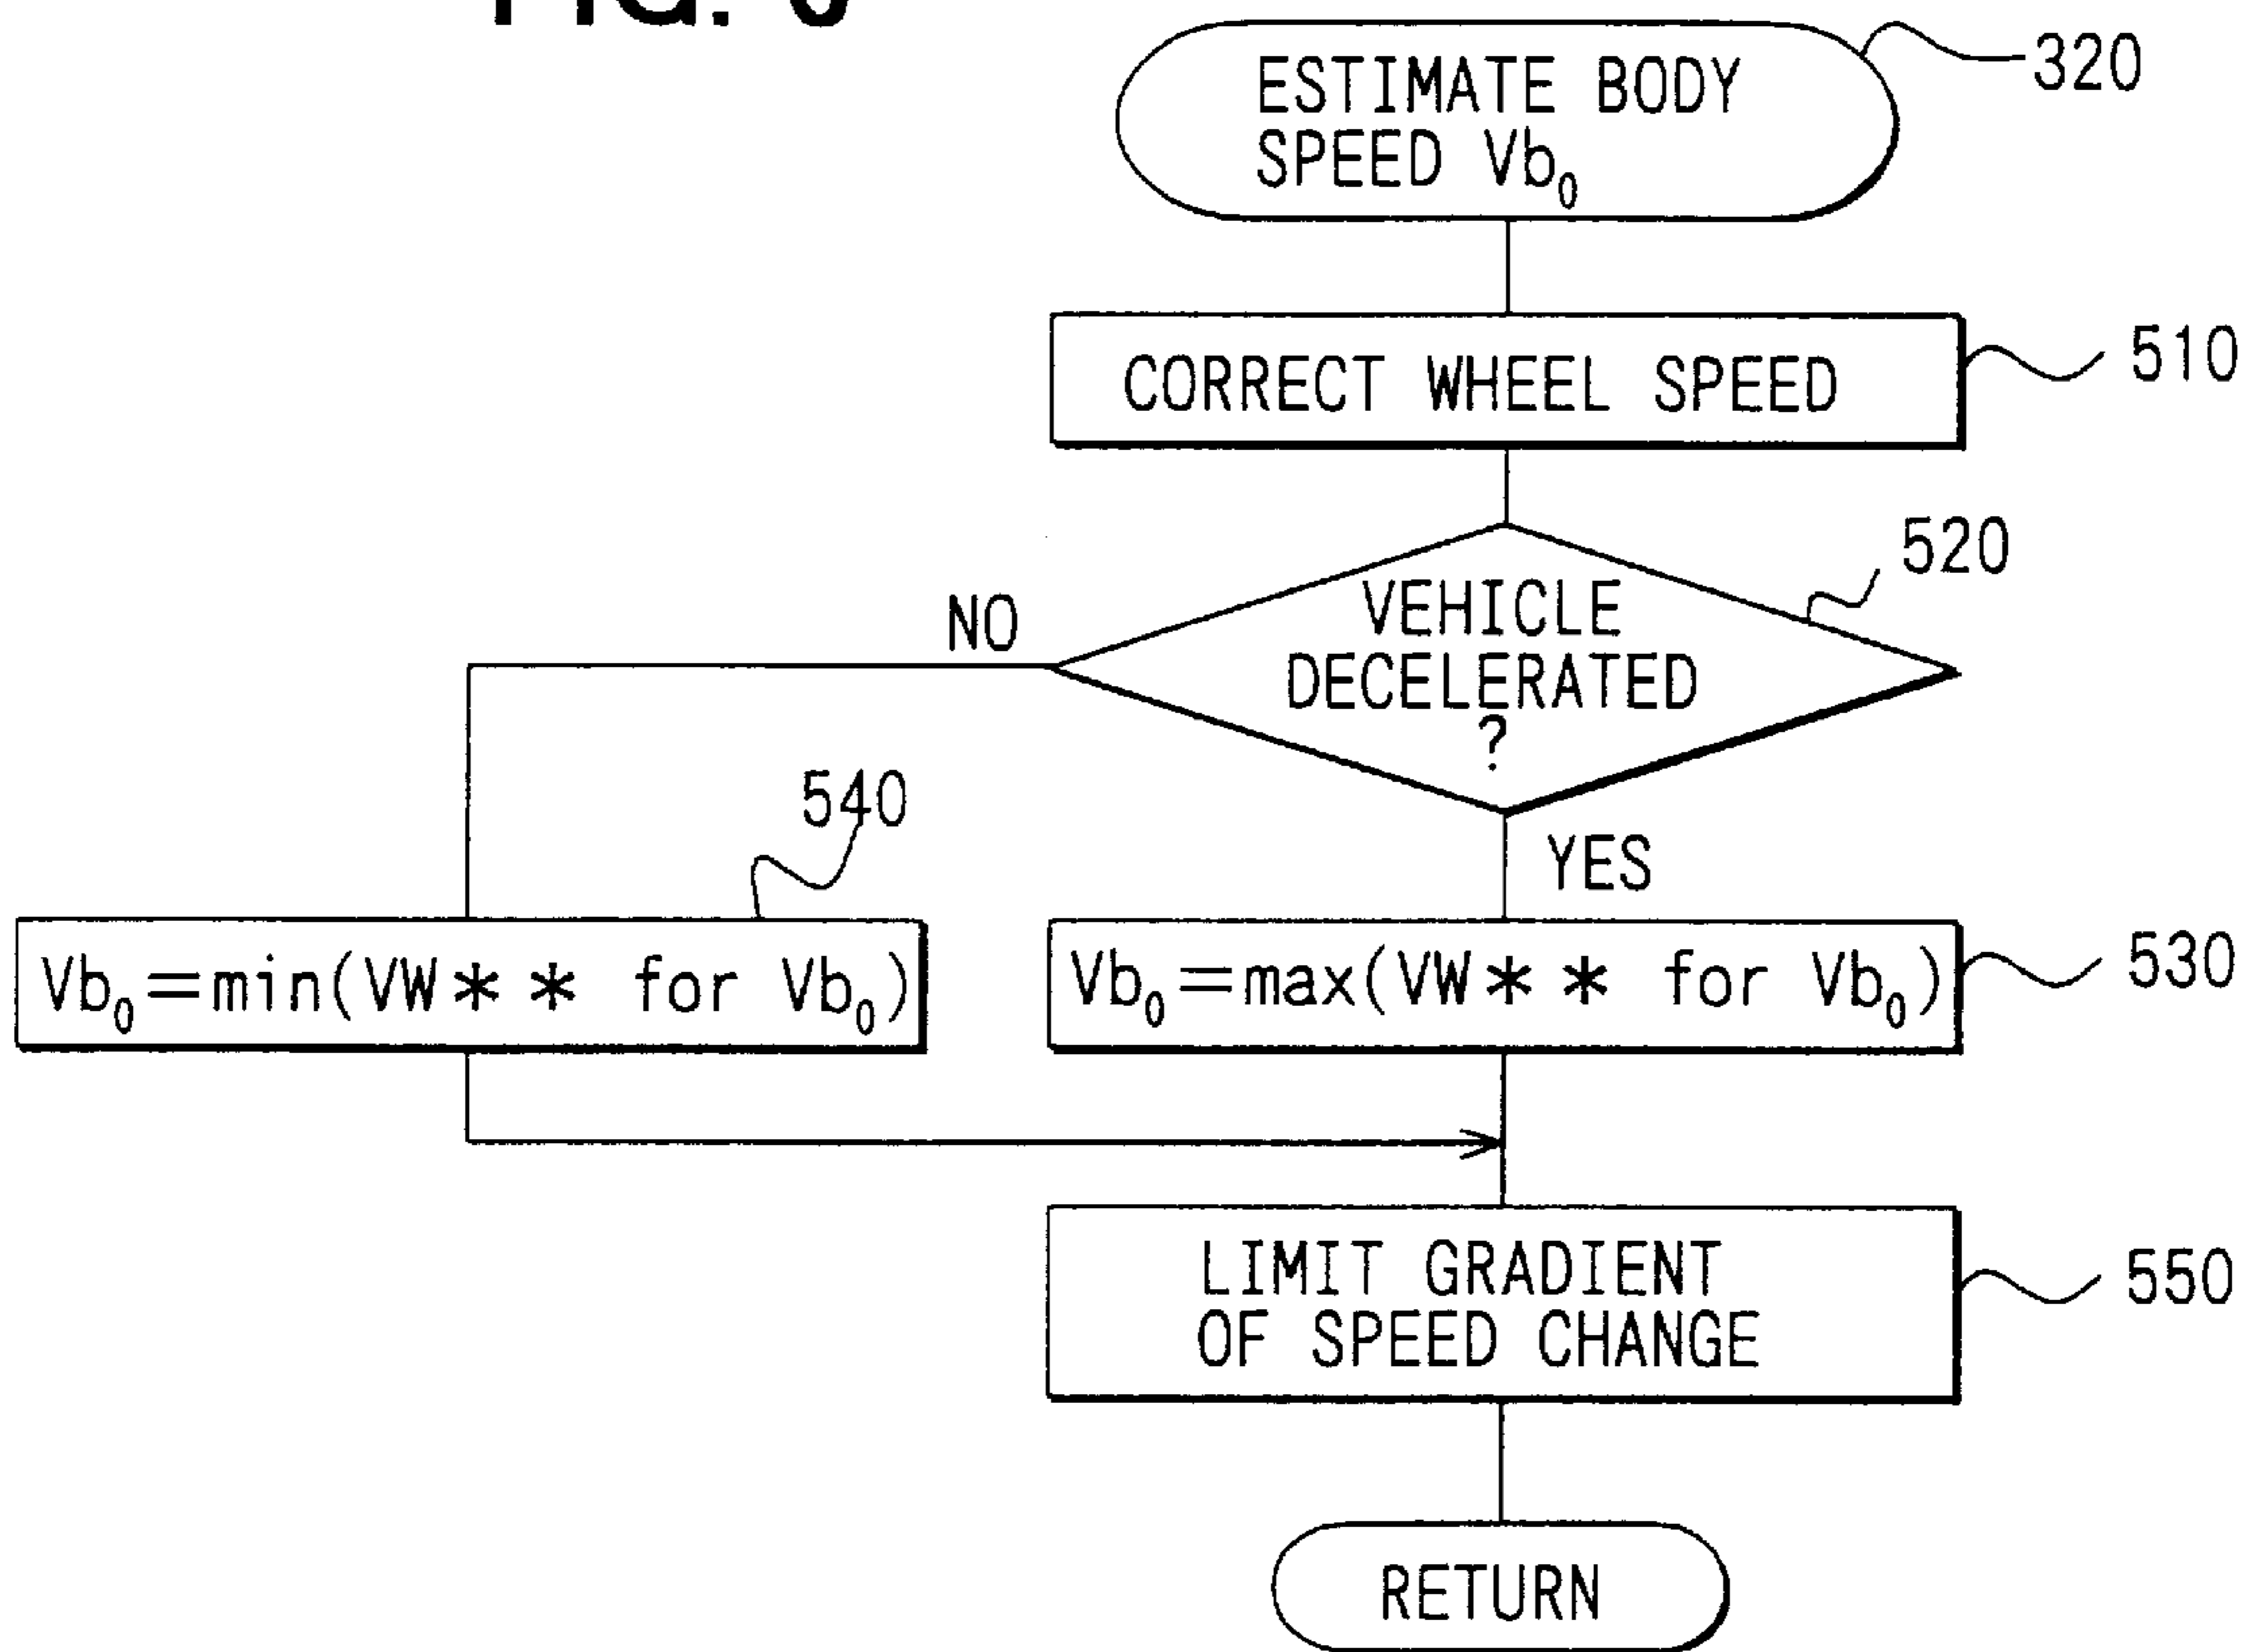 ESTIMATE BODY
SPEED Vb₀
320
CORRECT WHEEL SPEED
510
520
VEHICLE
DECELERATED
?
NO
YES
540
Vb₀=min(VW** for Vb₀)
Vb₀=max(VW** for Vb₀)
530
LIMIT GRADIENT
OF SPEED CHANGE
550
RETURN